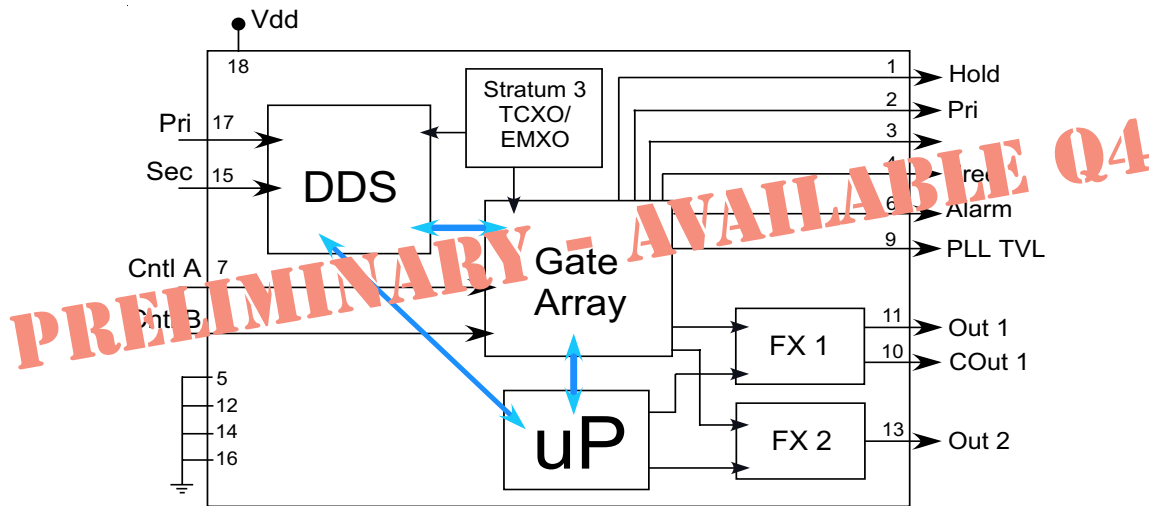 Vdd
18
Stratum 3
TCXO/
EMXO
1
Hold
2
Pri
3
Pri
17
Sec
15
DDS
6
Alarm
9
PLL TVL
Cntl A
7
Gate
Array
PRELIMINARY - AVAILABLE Q4
11
Out 1
10
COut 1
FX 1
5
12
14
16
uP
FX 2
13
Out 2